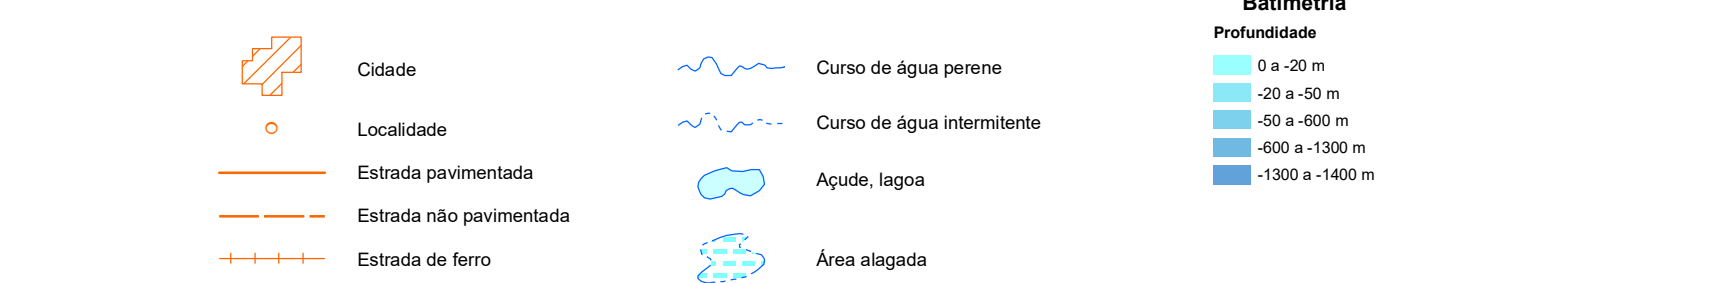 Cidade
Localidade
Estrada pavimentada
Estrada não pavimentada
Estrada de ferro
Curso de água perene
Curso de água intermitente
Açude, lagoa
Área alagada
Batimetria
Profundidade
0 a -20 m
-20 a -50 m
-50 a -600 m
-600 a -1300 m
-1300 a -1400 m